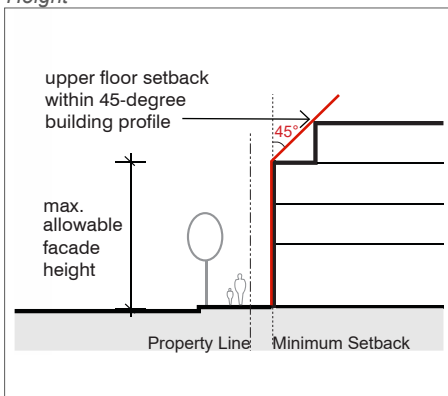 Height
upper floor setback
within 45-degree
building profile
45°
max.
allowable
facade
height
Property Line
Minimum Setback